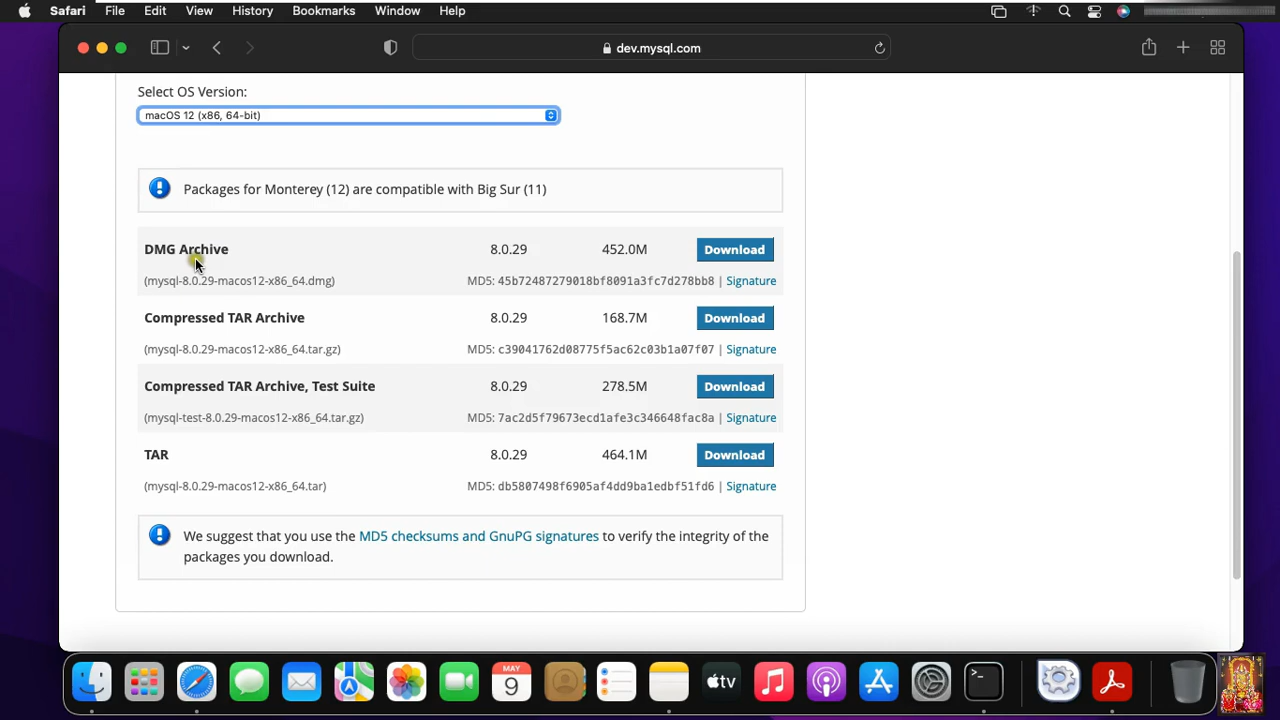 Safari File Edit View History Bookmarks Window Help
dev.mysql.com
Select OS Version:
macOS 12 (x86, 64-bit)
Packages for Monterey (12) are compatible with Big Sur (11)
DMG Archive 8.0.29 452.0M Download
(mysql-8.0.29-macos12-x86_64.dmg) MD5: 45b72487279018bf8091a3fc7d278bb8 | Signature
Compressed TAR Archive 8.0.29 168.7M Download
(mysql-8.0.29-macos12-x86_64.tar.gz) MD5: c39041762d08775f5ac62c03b1a07f07 | Signature
Compressed TAR Archive, Test Suite 8.0.29 278.5M Download
(mysql-test-8.0.29-macos12-x86_64.tar.gz) MD5: 7ac2d5f79673ecd1afe3c346648fac8a | Signature
TAR 8.0.29 464.1M Download
(mysql-8.0.29-macos12-x86_64.tar) MD5: db5807498f6905af4dd9ba1edbf51fd6 | Signature
We suggest that you use the MD5 checksums and GnuPG signatures to verify the integrity of the
packages you download.
MAY
9
tv